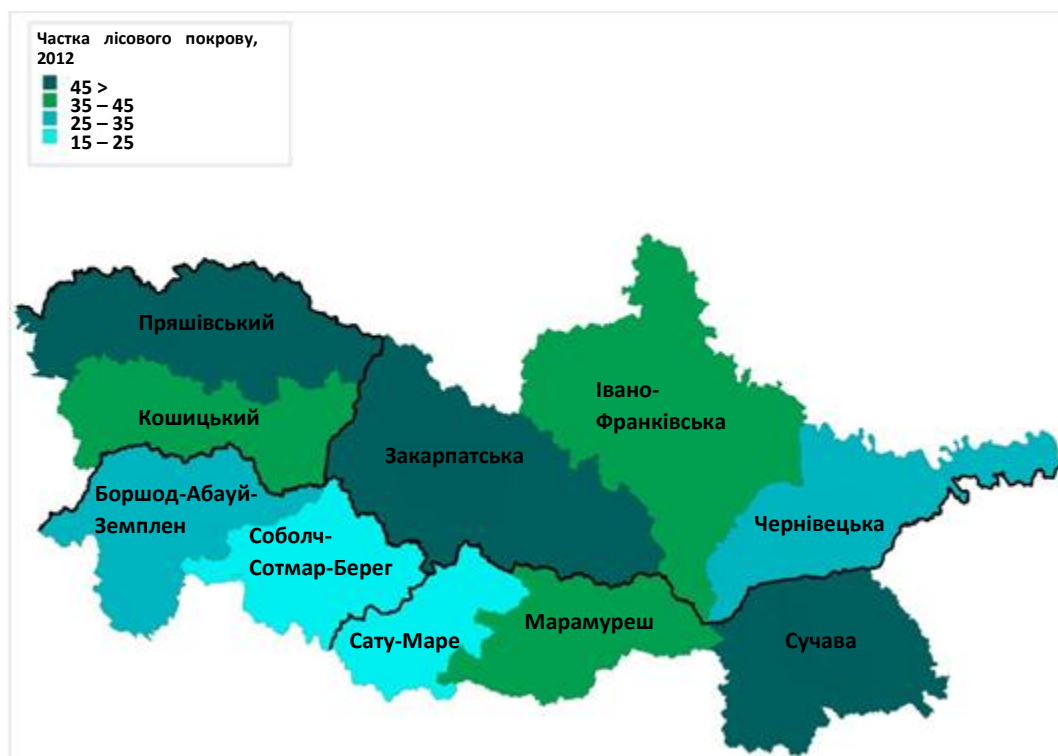 Частка лісового покрову,
2012
45 >
35 – 45
25 – 35
15 – 25
Пряшівський
Кошицький
Боршод-Абауй-
Земплен
Соболч-
Сотмар-Берег
Закарпатська
Івано-
Франківська
Чернівецька
Сату-Маре
Марамуреш
Сучава